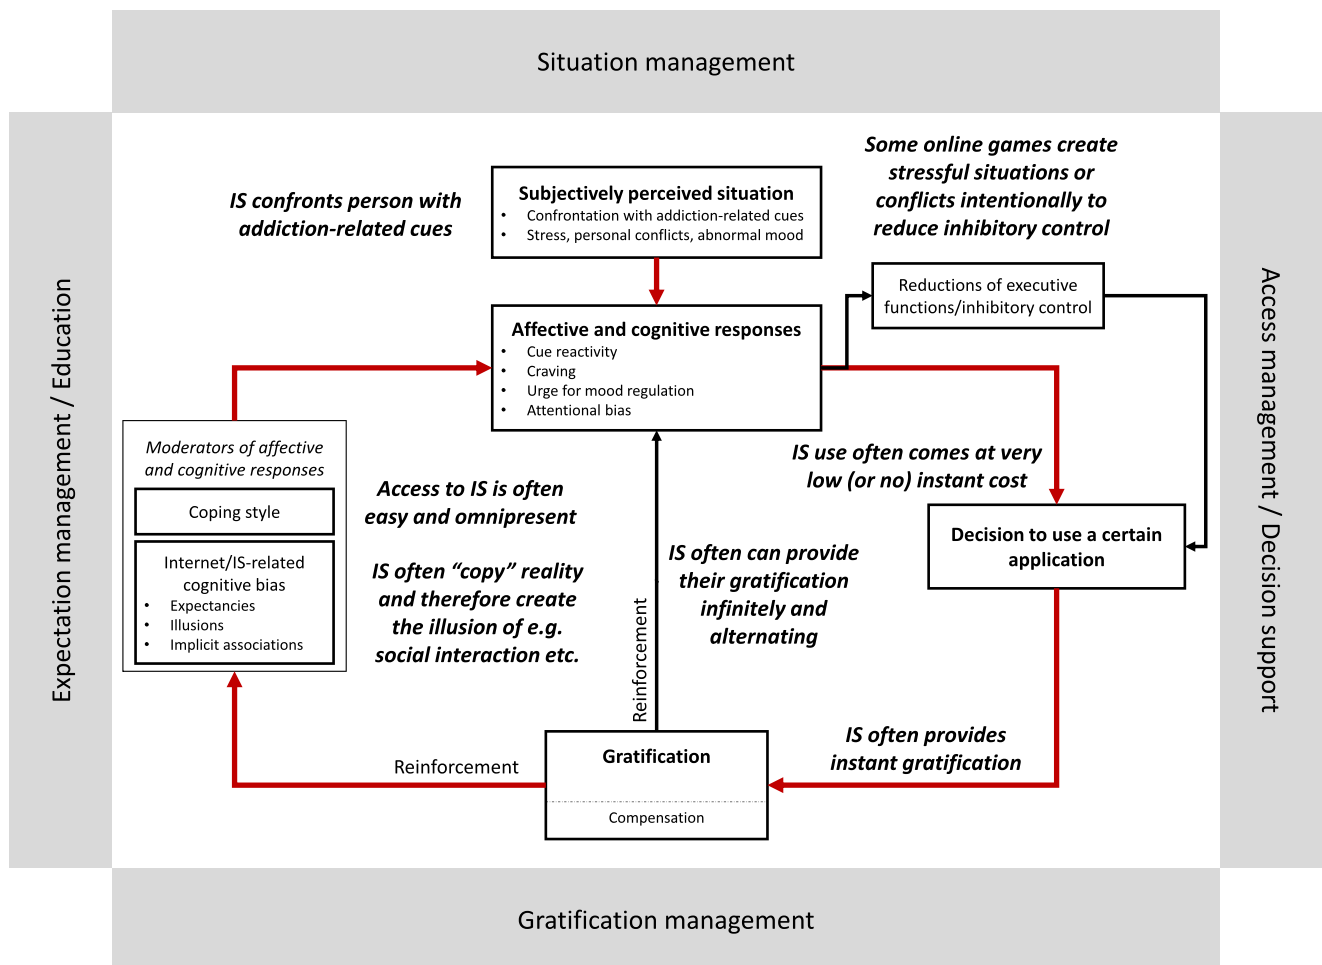 Situation management
Some online games create
stressful situations or
conflicts intentionally to
reduce inhibitory control
IS confronts person with
addiction-related cues
Subjectively perceived situation
• Confrontation with addiction-related cues
• Stress, personal conflicts, abnormal mood
Reductions of executive
functions/inhibitory control
Affective and cognitive responses
• Cue reactivity
• Craving
• Urge for mood regulation
• Attentional bias
Expectation management / Education
Access management / Decision support
Moderators of affective
and cognitive responses
Coping style
Internet/IS-related
cognitive bias
• Expectancies
• Illusions
• Implicit associations
Access to IS is often
easy and omnipresent
IS often “copy” reality
and therefore create
the illusion of e.g.
social interaction etc.
IS use often comes at very
low (or no) instant cost
Decision to use a certain
application
IS often can provide
their gratification
infinitely and
alternating
Reinforcement
IS often provides
instant gratification
Reinforcement
Gratification
Compensation
Gratification management